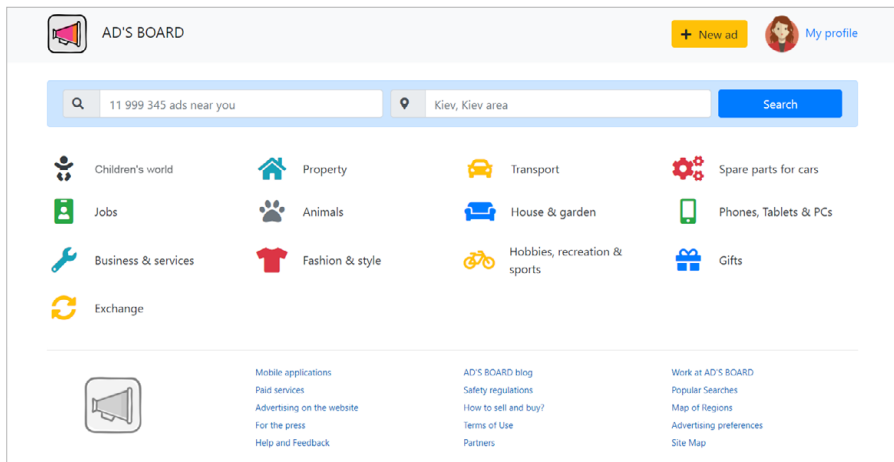 AD'S BOARD
New ad
My profile
11 999 345 ads near you
Kiev, Kiev area
Search
Children's world
Property
Transport
Spare parts for cars
Jobs
Animals
House & garden
Phones, Tablets & PCs
Business & services
Fashion & style
Hobbies, recreation &
sports
Gifts
Exchange
Mobile applications
Paid services
Advertising on the website
For the press
Help and Feedback
AD'S BOARD blog
Safety regulations
How to sell and buy?
Terms of Use
Partners
Work at AD'S BOARD
Popular Searches
Map of Regions
Advertising preferences
Site Map